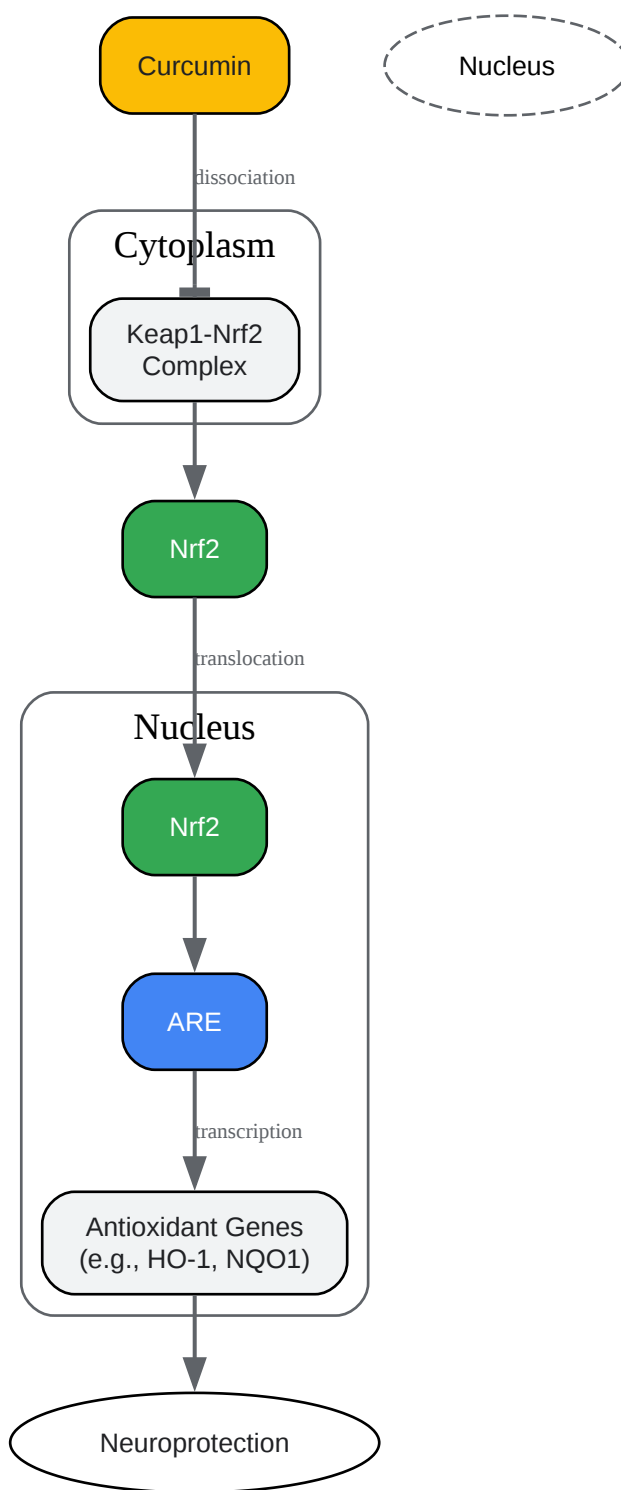 Curcumin
Nucleus
dissociation
Cytoplasm
Keap1-Nrf2
Complex
Nrf2
translocation
Nucleus
Nrf2
ARE
transcription
Antioxidant Genes
(e.g., HO-1, NQO1)
Neuroprotection